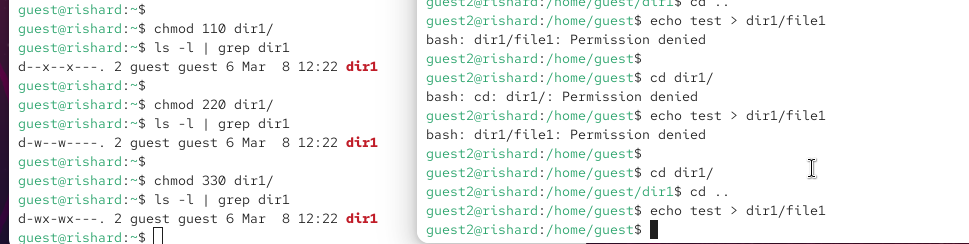 guest@rishard:~$
guest@rishard:~$ chmod 110 dir1/
guest@rishard:~$ ls -l | grep dir1
d--x--x---. 2 guest guest 6 Mar  8 12:22 dir1
guest@rishard:~$
guest@rishard:~$ chmod 220 dir1/
guest@rishard:~$ ls -l | grep dir1
d-w--w----. 2 guest guest 6 Mar  8 12:22 dir1
guest@rishard:~$
guest@rishard:~$ chmod 330 dir1/
guest@rishard:~$ ls -l | grep dir1
d-wx-wx---. 2 guest guest 6 Mar  8 12:22 dir1
guest@rishard:~$
guest2@rishard:/home/guest/dir1$ cd ..
guest2@rishard:/home/guest$ echo test > dir1/file1
bash: dir1/file1: Permission denied
guest2@rishard:/home/guest$
guest2@rishard:/home/guest$ cd dir1/
bash: cd: dir1/: Permission denied
guest2@rishard:/home/guest$ echo test > dir1/file1
bash: dir1/file1: Permission denied
guest2@rishard:/home/guest$
guest2@rishard:/home/guest$ cd dir1/
guest2@rishard:/home/guest/dir1$ cd ..
guest2@rishard:/home/guest$ echo test > dir1/file1
guest2@rishard:/home/guest$